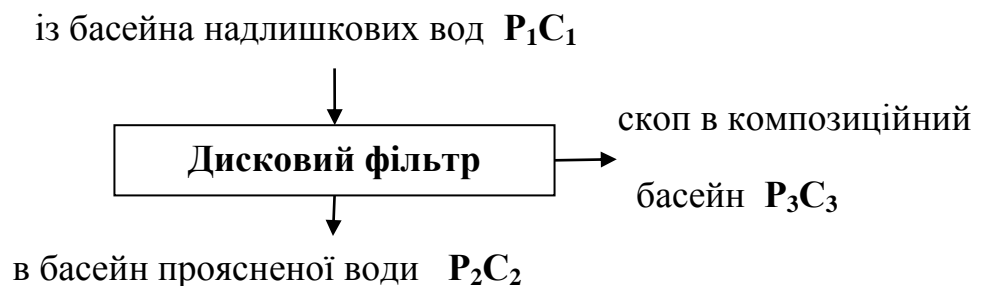 із басейна надлишкових вод P₁C₁
скоп в композиційний
Дисковий фільтр
басейн P₃C₃
в басейн проясненої води P₂C₂